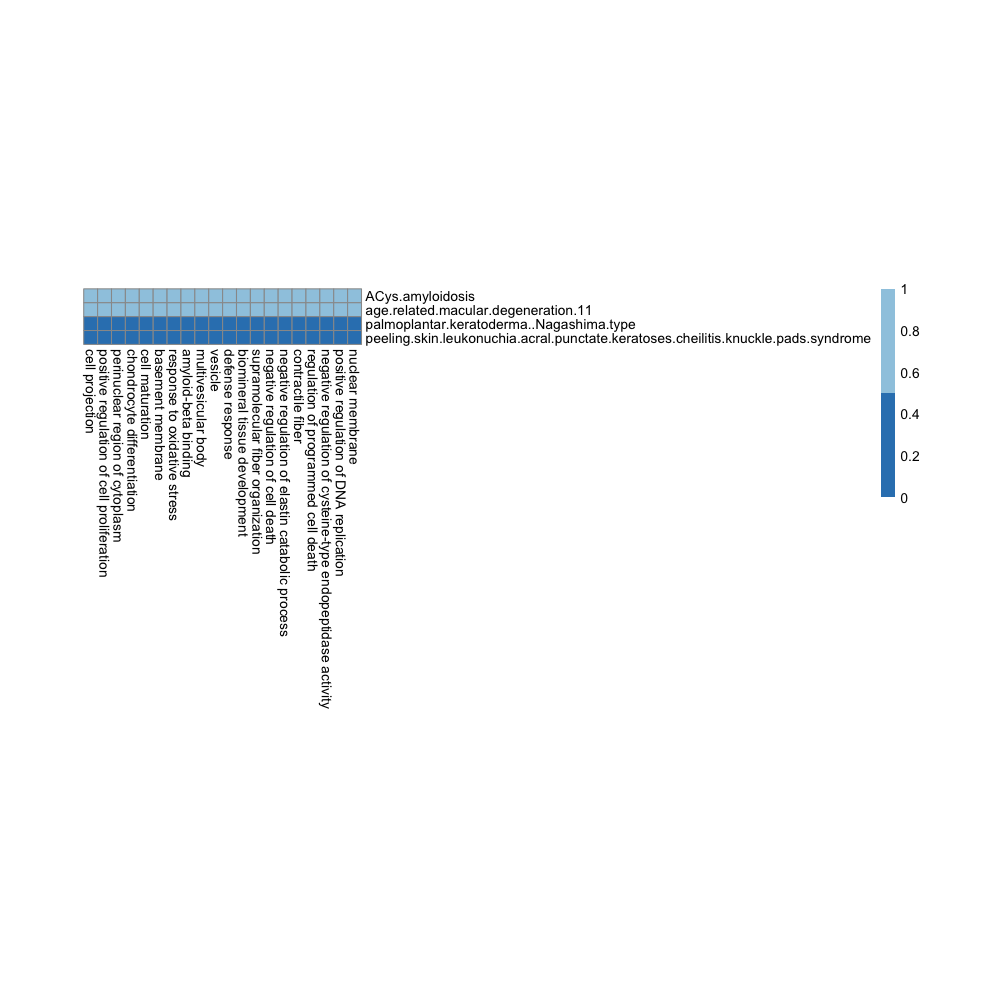 ACys.amyloidosis
age.related.macular.degeneration.11
palmoplantar.keratoderma..Nagashima.type
peeling.skin.leukonuchia.acral.punctate.keratoses.cheilitis.knuckle.pads.syndrome
1
0.8
0.6
0.4
0.2
0
cell projection
positive regulation of cell proliferation
perinuclear region of cytoplasm
chondrocyte differentiation
cell maturation
basement membrane
response to oxidative stress
amyloid-beta binding
multivesicular body
vesicle
defense response
biomineral tissue development
supramolecular fiber organization
negative regulation of cell death
negative regulation of elastin catabolic process
contractile fiber
regulation of programmed cell death
negative regulation of cysteine-type endopeptidase activity
positive regulation of DNA replication
nuclear membrane